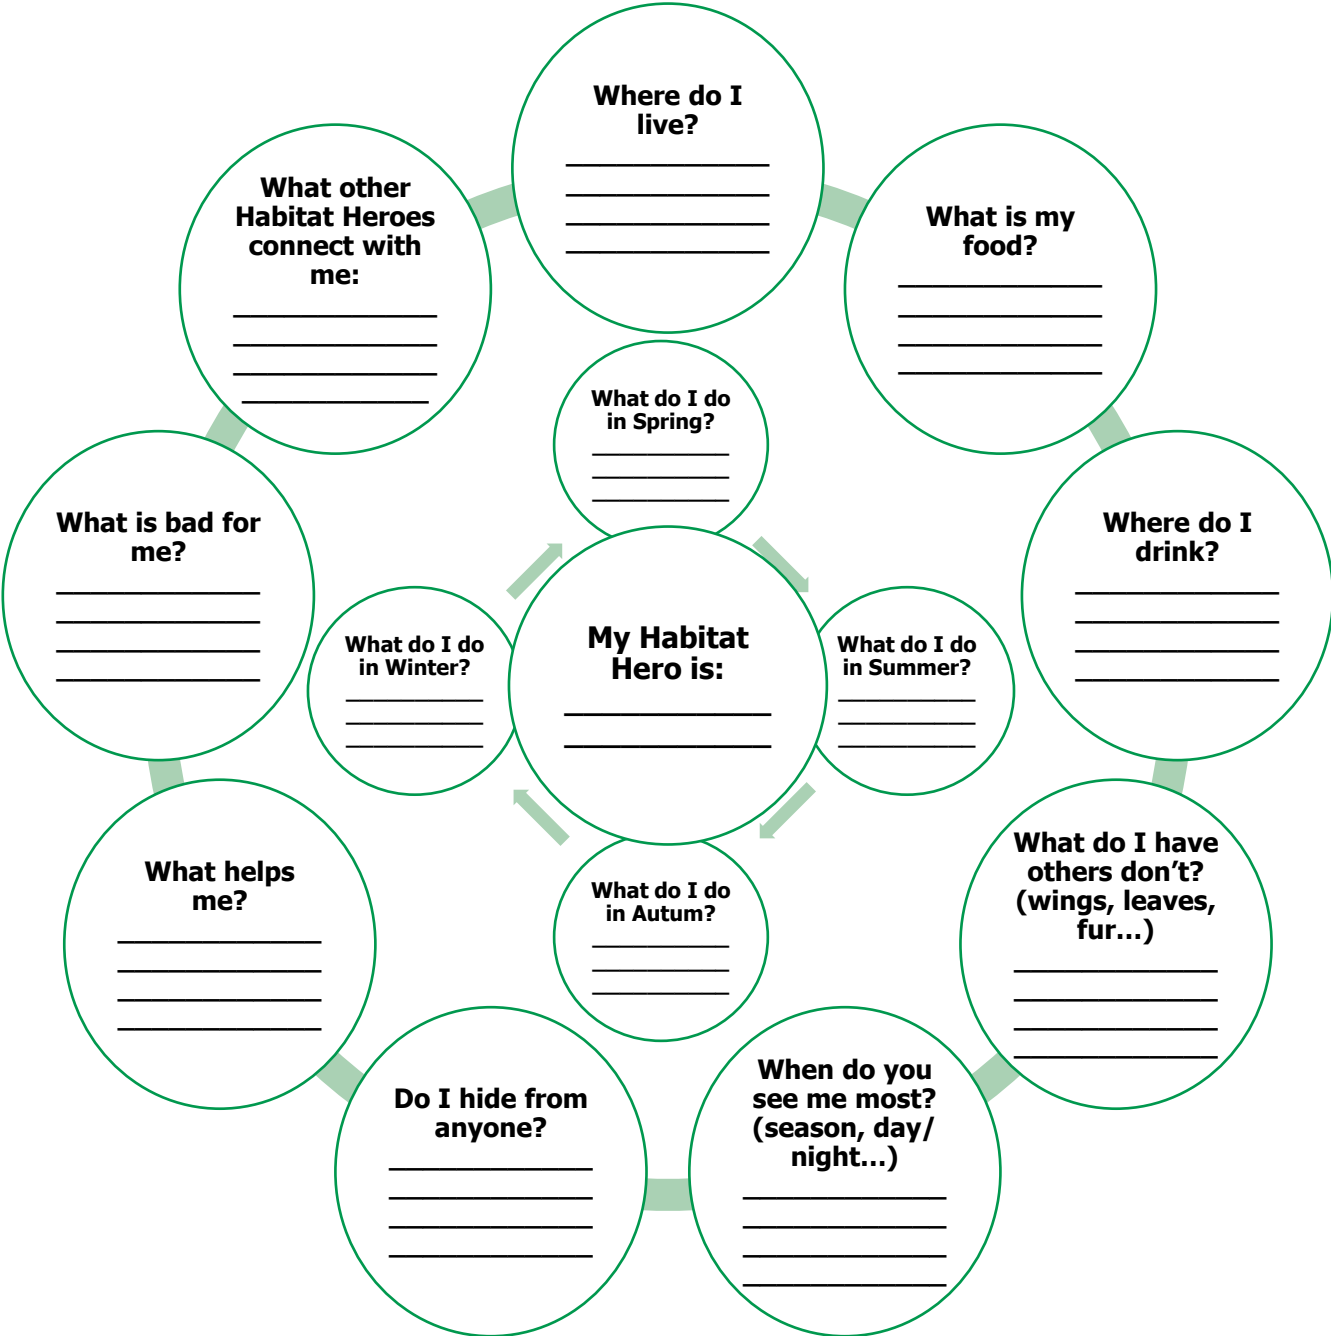 Where do I
live?
What is my
food?
Where do I
drink?
What do I have
others don't?
(wings, leaves,
fur...)
When do you
see me most?
(season, day/
night...)
Do I hide from
anyone?
What helps
me?
What is bad for
me?
What other
Habitat Heroes
connect with
me:
What do I do
in Spring?
What do I do
in Summer?
What do I do
in Autum?
What do I do
in Winter?
My Habitat
Hero is: